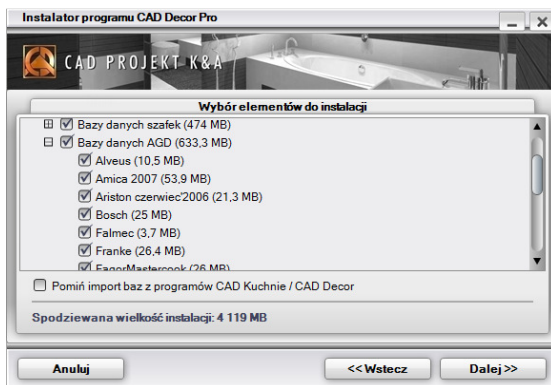 Instalator programu CAD Decor Pro
CAD PROJEKT K&A
Wybór elementów do instalacji
Bazy danych szafek (474 MB)
Bazy danych AGD (633,3 MB)
Alveus (10,5 MB)
Amica 2007 (53,9 MB)
Ariston czerwiec'2006 (21,3 MB)
Bosch (25 MB)
Falmec (3,7 MB)
Franke (26,4 MB)
FagorMastercook (26 MB)
Pomiń import baz z programów CAD Kuchnie / CAD Decor
Spodziewana wielkość instalacji: 4 119 MB
Anuluj
<< Wstecz
Dalej >>